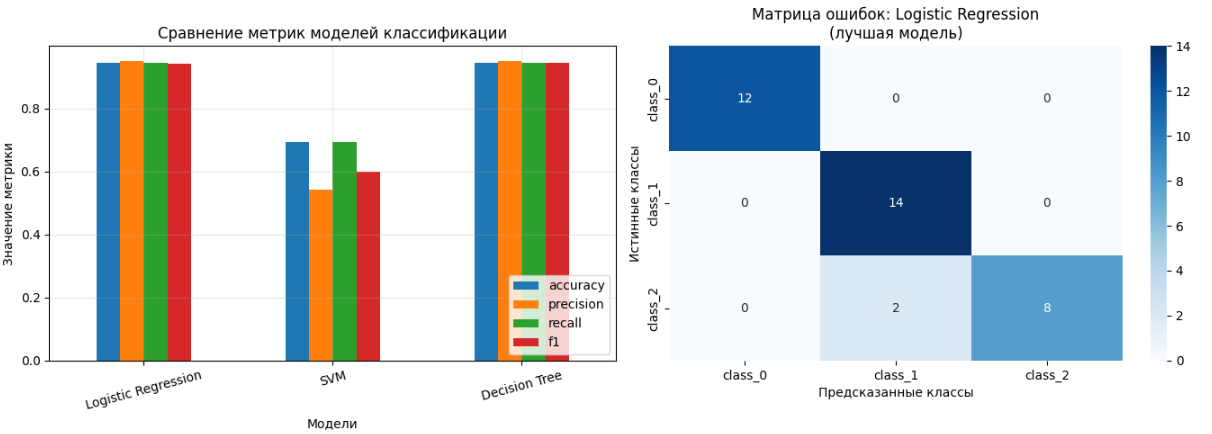 Сравнение метрик моделей классификации
Значение метрики
0.8
0.6
0.4
0.2
0.0
accuracy
precision
recall
f1
Logistic Regression
SVM
Decision Tree
Модели
Матрица ошибок: Logistic Regression
(лучшая модель)
Истинные классы
class_0
12 0 0
class_1
0 14 0
class_2
0 2 8
class_0 class_1 class_2
Предсказанные классы
14
12
10
8
6
4
2
0